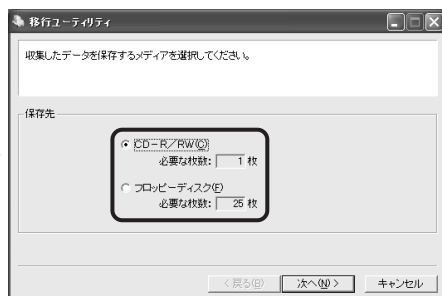 移行ユーティリティ
収集したデータを保存するメディアを選択してください。
保存先
CD-R/RW(C)
必要な枚数: 1 枚
フロッピーディスク(F)
必要な枚数: 25 枚
< 戻る(B) 次へ(N) > キャンセル